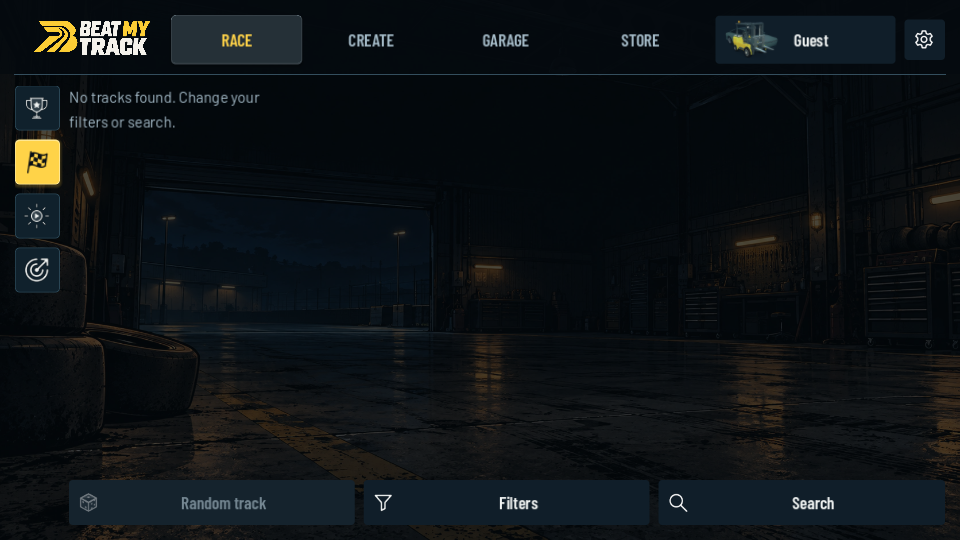 BEAT MY
TRACK
RACE
CREATE
GARAGE
STORE
Guest
No tracks found. Change your
filters or search.
Random track
Filters
Search